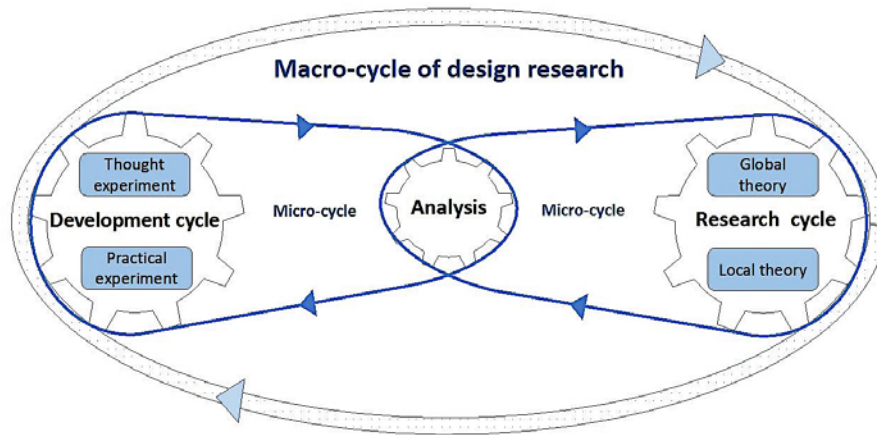 Macro-cycle of design research
Thought
experiment
Development cycle
Practical
experiment
Micro-cycle
Analysis
Micro-cycle
Global
theory
Research cycle
Local theory